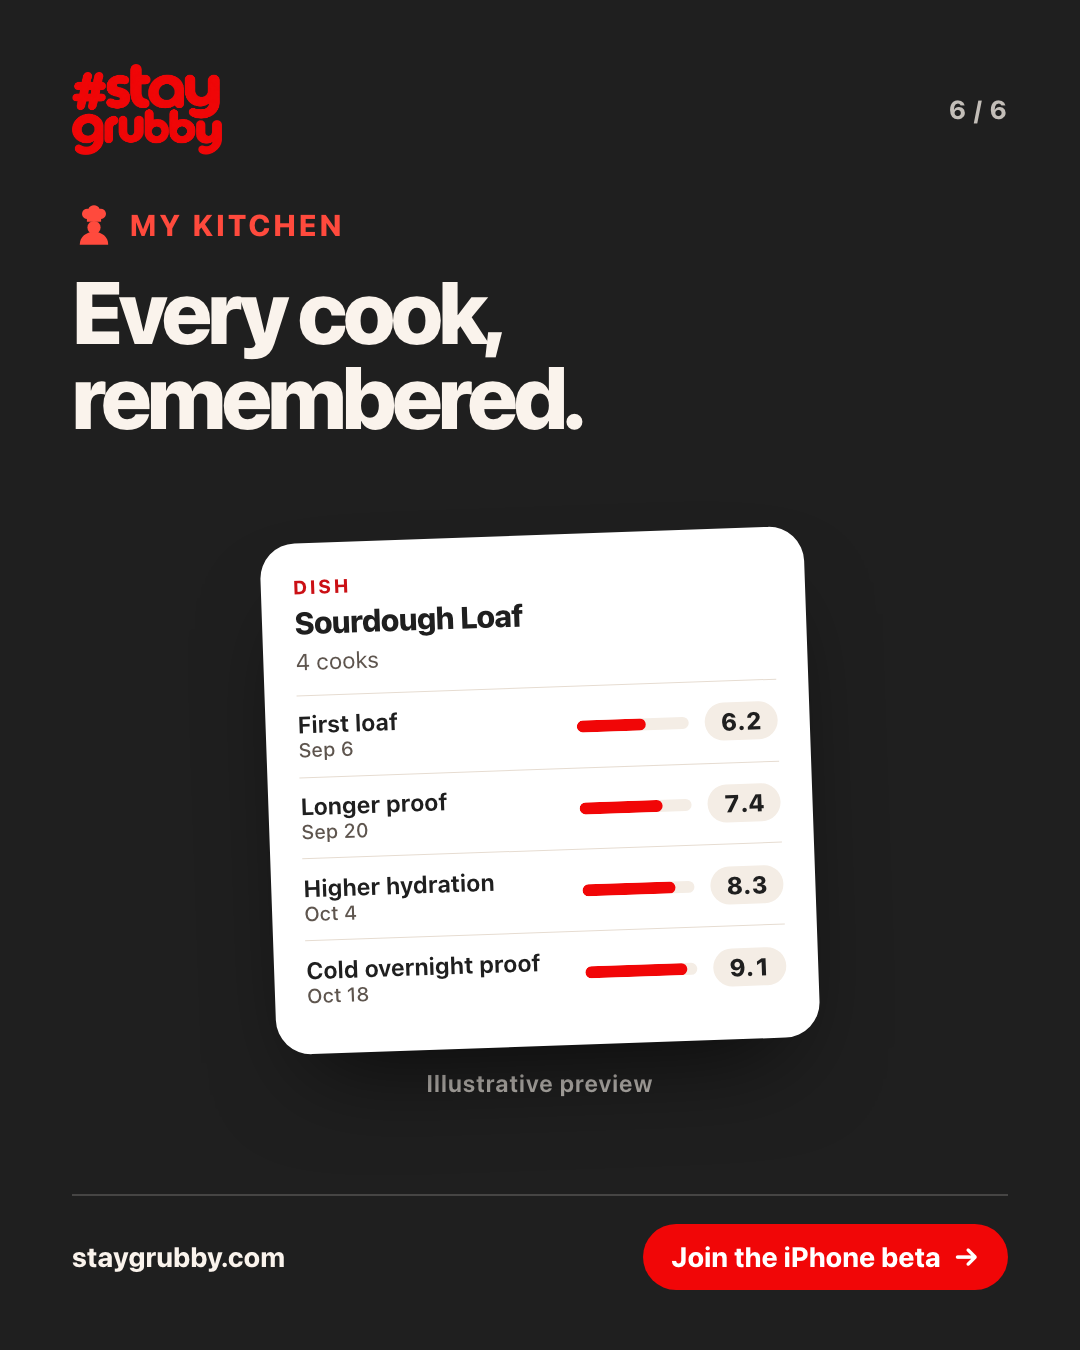 #stay
grubby
6 / 6
MY KITCHEN
Every cook,
remembered.
DISH
Sourdough Loaf
4 cooks
First loaf
Sep 6
6.2
Longer proof
Sep 20
7.4
Higher hydration
Oct 4
8.3
Cold overnight proof
Oct 18
9.1
Illustrative preview
staygrubby.com
Join the iPhone beta →